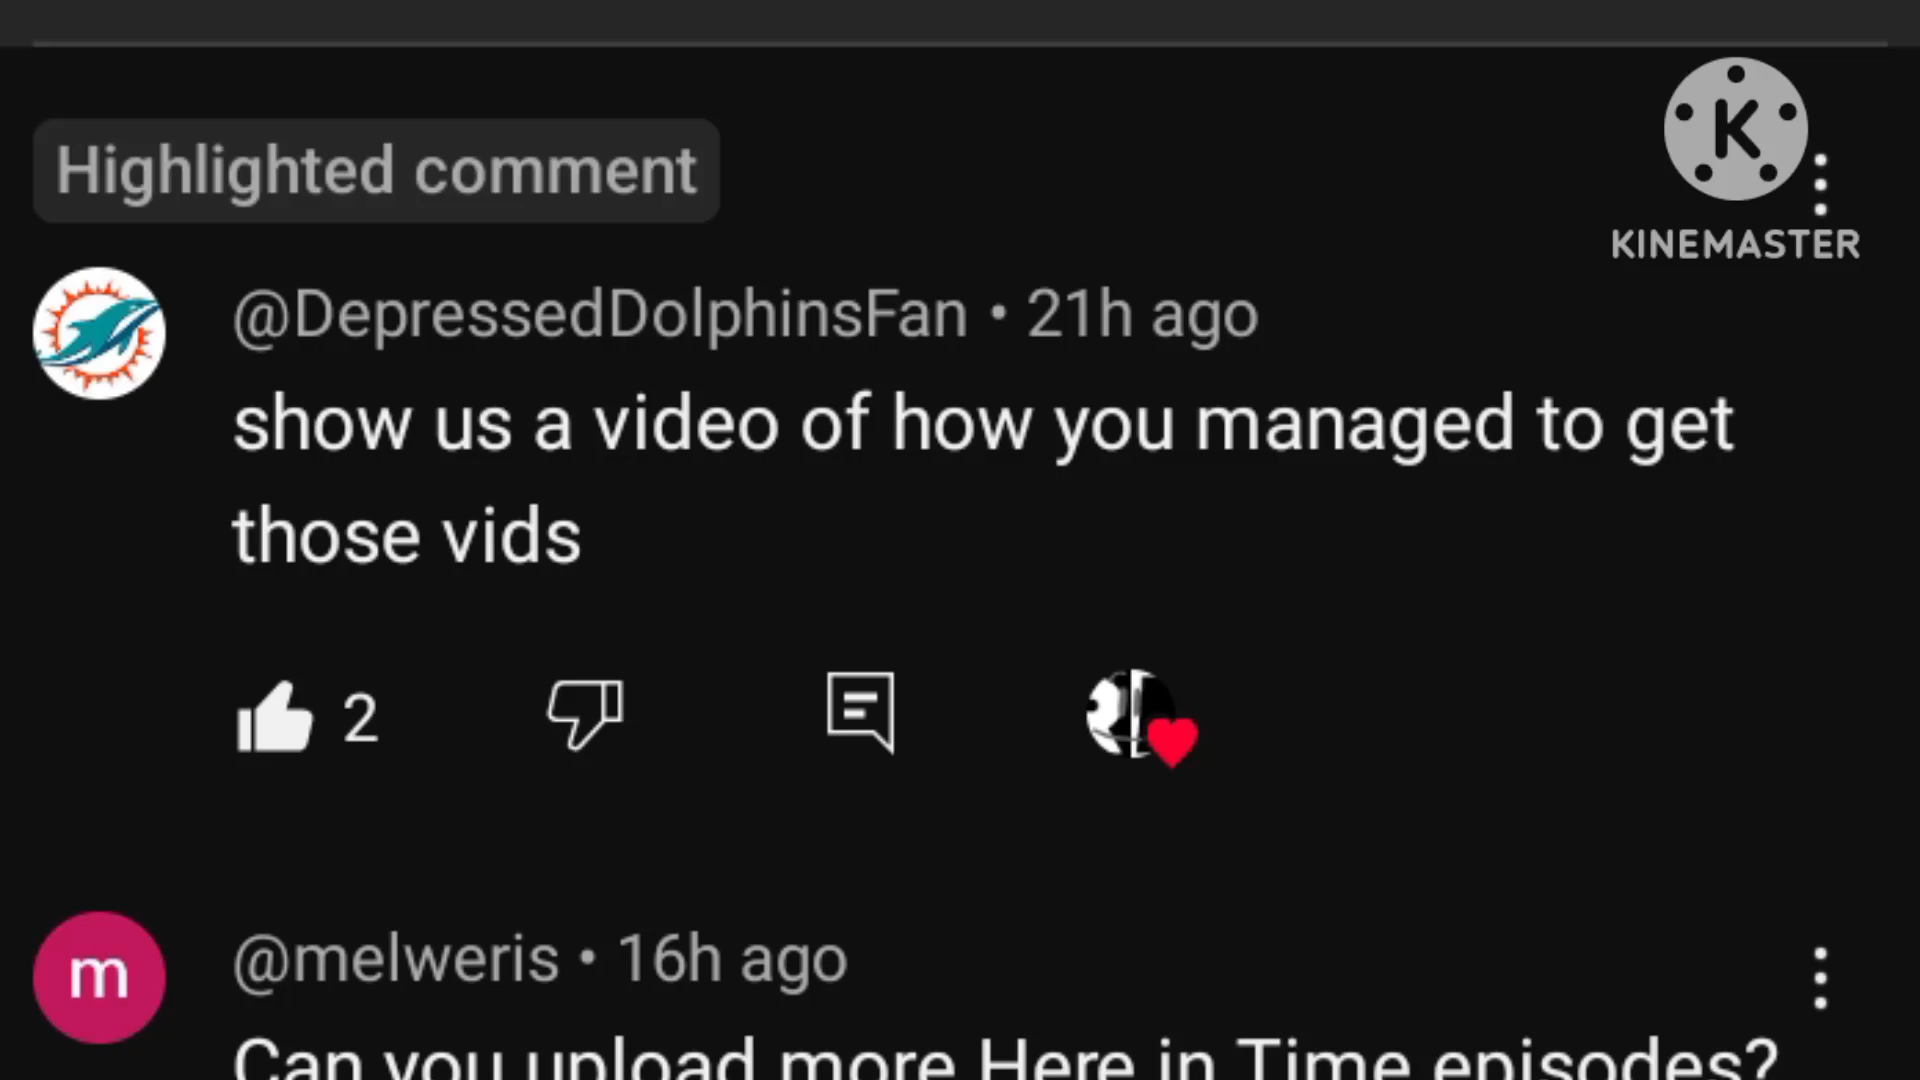 Highlighted comment
K
KINEMASTER
@DepressedDolphinsFan • 21h ago
show us a video of how you managed to get
those vids
2
m
@melweris • 16h ago
Can you upload more Here in Time episodes?